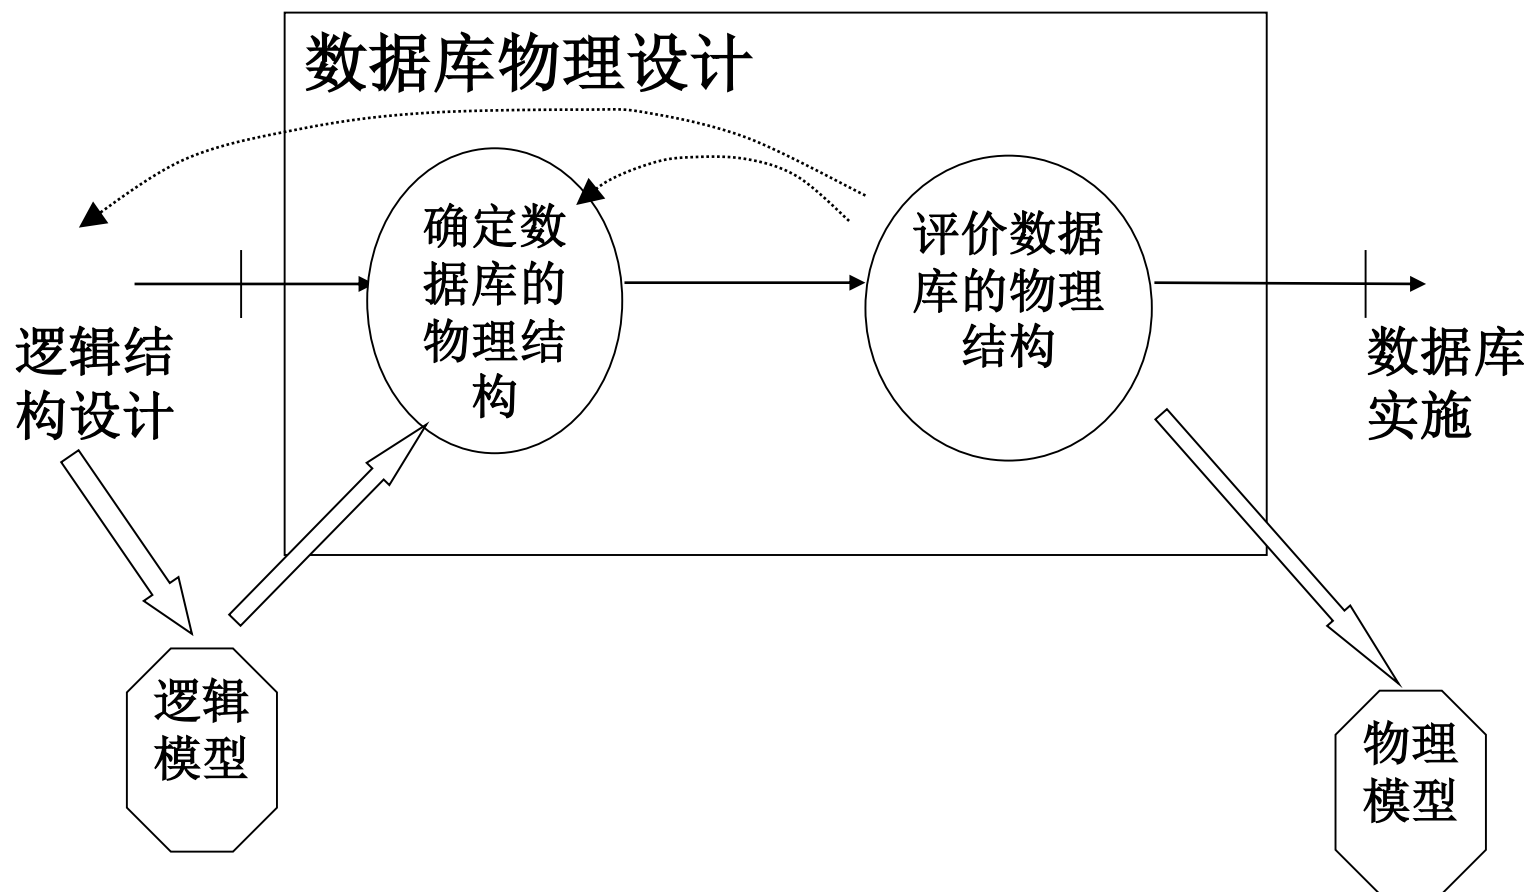 数据库物理设计
确定数
据库的
物理结
构
评价数据
库的物理
结构
逻辑结
构设计
数据库
实施
逻辑
模型
物理
模型